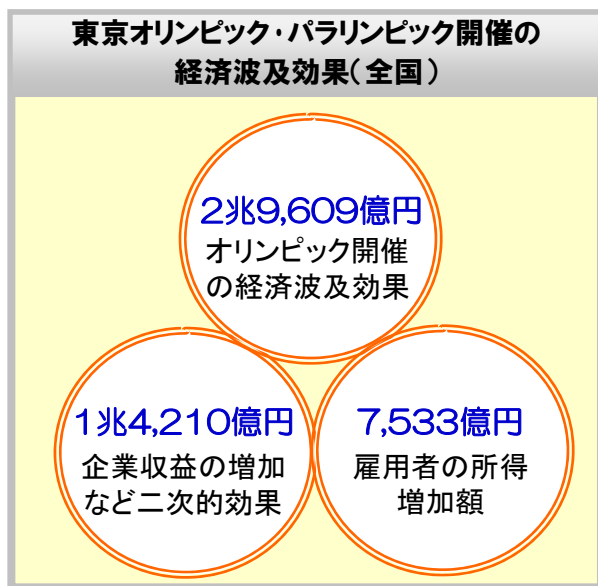 東京オリンピック・パラリンピック開催の
経済波及効果(全国)
2兆9,609億円
オリンピック開催
の経済波及効果
1兆4,210億円
企業収益の増加
など二次的効果
7,533億円
雇用者の所得
増加額